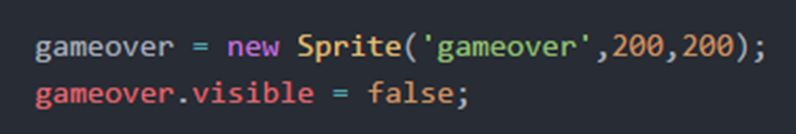 gameover = new Sprite('gameover',200,200);
gameover.visible = false;